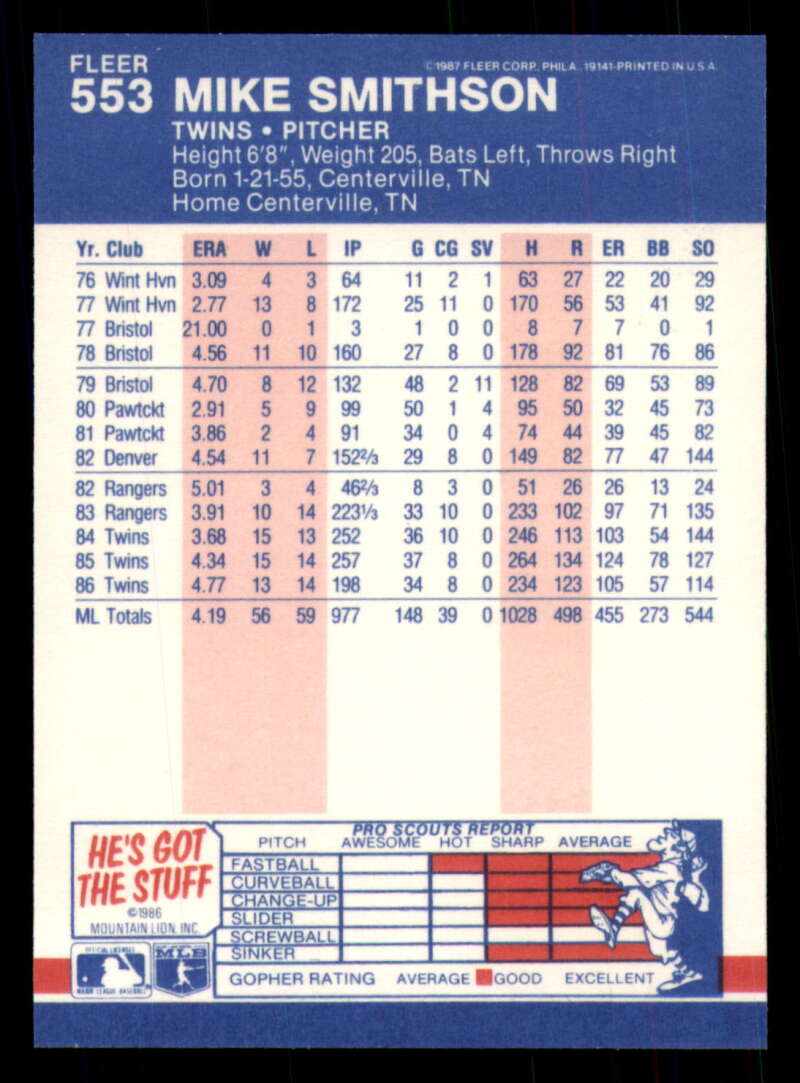 FLEER
©1987 FLEER CORP. PHILA. 19141-PRINTED IN U.S.A.
553 MIKE SMITHSON
TWINS • PITCHER
Height 6'8", Weight 205, Bats Left, Throws Right
Born 1-21-55, Centerville, TN
Home Centerville, TN
Yr. Club ERA W L IP G CG SV H R ER BB SO
76 Wint Hvn 3.09 4 3 64 11 2 1 63 27 22 20 29
77 Wint Hvn 2.77 13 8 172 25 11 0 170 56 53 41 92
77 Bristol 21.00 0 1 3 1 0 0 8 7 7 0 1
78 Bristol 4.56 11 10 160 27 8 0 178 92 81 76 86
79 Bristol 4.70 8 12 132 48 2 11 128 82 69 53 89
80 Pawtckt 2.91 5 9 99 50 1 4 95 50 32 45 73
81 Pawtckt 3.86 2 4 91 34 0 4 74 44 39 45 82
82 Denver 4.54 11 7 152⅔ 29 8 0 149 82 77 47 144
82 Rangers 5.01 3 4 46⅔ 8 3 0 51 26 26 13 24
83 Rangers 3.91 10 14 223⅓ 33 10 0 233 102 97 71 135
84 Twins 3.68 15 13 252 36 10 0 246 113 103 54 144
85 Twins 4.34 15 14 257 37 8 0 264 134 124 78 127
86 Twins 4.77 13 14 198 34 8 0 234 123 105 57 114
ML Totals 4.19 56 59 977 148 39 0 1028 498 455 273 544
HE'S GOT
THE STUFF
©1986
MOUNTAIN LION, INC.
OFFICIAL LICENSEE
MAJOR LEAGUE BASEBALL
MLB
PRO SCOUTS REPORT
PITCH AWESOME HOT SHARP AVERAGE
FASTBALL
CURVEBALL
CHANGE-UP
SLIDER
SCREWBALL
SINKER
GOPHER RATING AVERAGE GOOD EXCELLENT